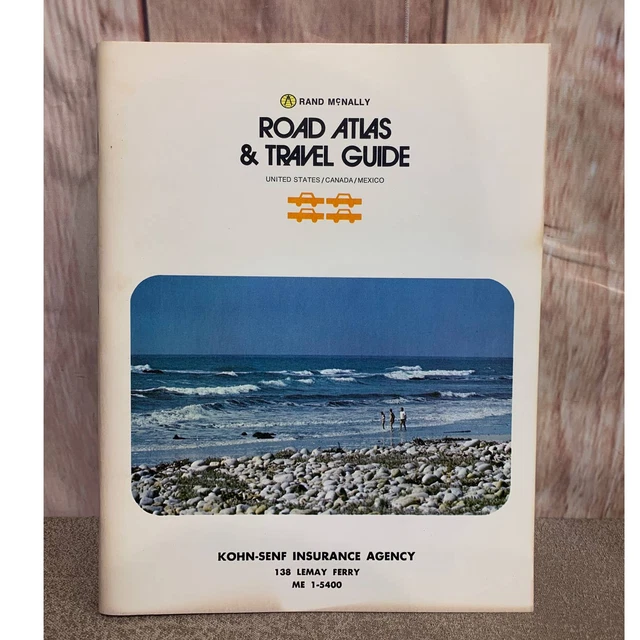 RAND McNALLY
ROAD ATLAS
& TRAVEL GUIDE
UNITED STATES/CANADA/MEXICO
KOHN-SENF INSURANCE AGENCY
138 LEMAY FERRY
ME 1-5400